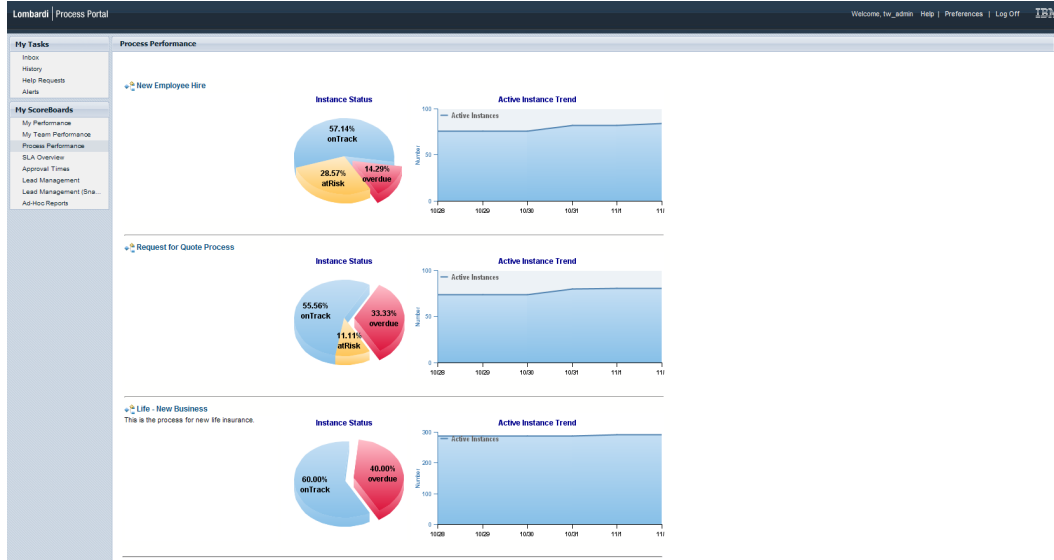 Lombardi | Process Portal
Welcome, tw_admin Help | Preferences | Log Off
IBM
My Tasks
Inbox
History
Help Requests
Alerts
My ScoreBoards
My Performance
My Team Performance
Process Performance
SLA Overview
Approval Times
Lead Management
Lead Management (Sna...
Ad-Hoc Reports
Process Performance
New Employee Hire
Instance Status
57.14%
onTrack
28.57%
atRisk
14.29%
overdue
Active Instance Trend
Active Instances
Number
100
50
0
10/28 10/29 10/30 10/31 11/1 11/
Request for Quote Process
Instance Status
55.56%
onTrack
33.33%
overdue
11.11%
atRisk
Active Instance Trend
Active Instances
Number
100
50
0
10/28 10/29 10/30 10/31 11/1 11/
Life - New Business
This is the process for new life insurance.
Instance Status
60.00%
onTrack
40.00%
overdue
Active Instance Trend
Active Instances
Number
300
200
100
0
10/28 10/29 10/30 10/31 11/1 11/